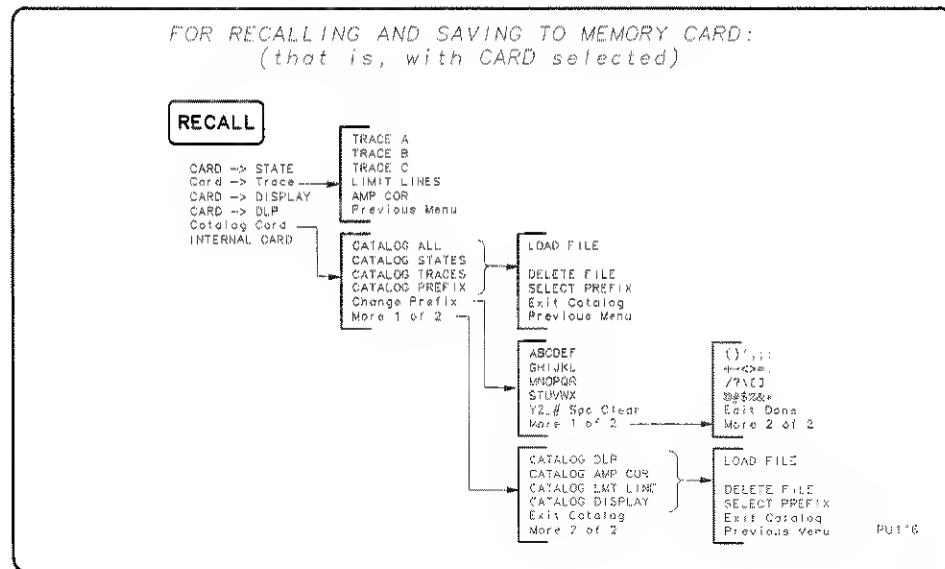 FOR RECALLING AND SAVING TO MEMORY CARD:
(that is, with CARD selected)
RECALL
CARD -> STATE
Card -> Trace
CARD -> DISPLAY
CARD -> DLP
Catalog Card
INTERNAL CARD
TRACE A
TRACE B
TRACE C
LIMIT LINES
AMP COR
Previous Menu
CATALOG ALL
CATALOG STATES
CATALOG TRACES
CATALOG PREFIX
Change Prefix
More 1 of 2
LOAD FILE
DELETE FILE
SELECT PREFIX
Exit Catalog
Previous Menu
ABCDEF
GHIJKL
MNOPQR
STUVWX
YZ_# Spc Clear
More 1 of 2
/?\[]
@#$%&*
Edit Done
More 2 of 2
CATALOG DLP
CATALOG AMP COR
CATALOG LMT LINE
CATALOG DISPLAY
Exit Catalog
More 2 of 2
LOAD FILE
DELETE FILE
SELECT PREFIX
Exit Catalog
Previous Menu